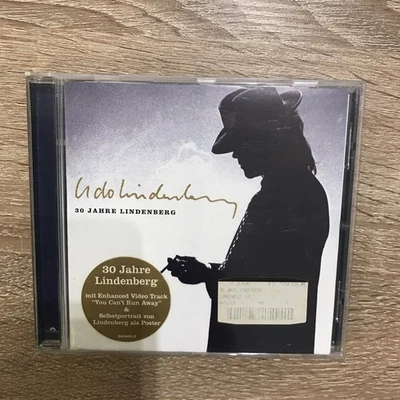 Udo Lindenberg
30 JAHRE LINDENBERG
30 Jahre
Lindenberg
mit Enhanced Video Track
"You Can't Run Away"
&
Selbstportrait von
Lindenberg als Poster